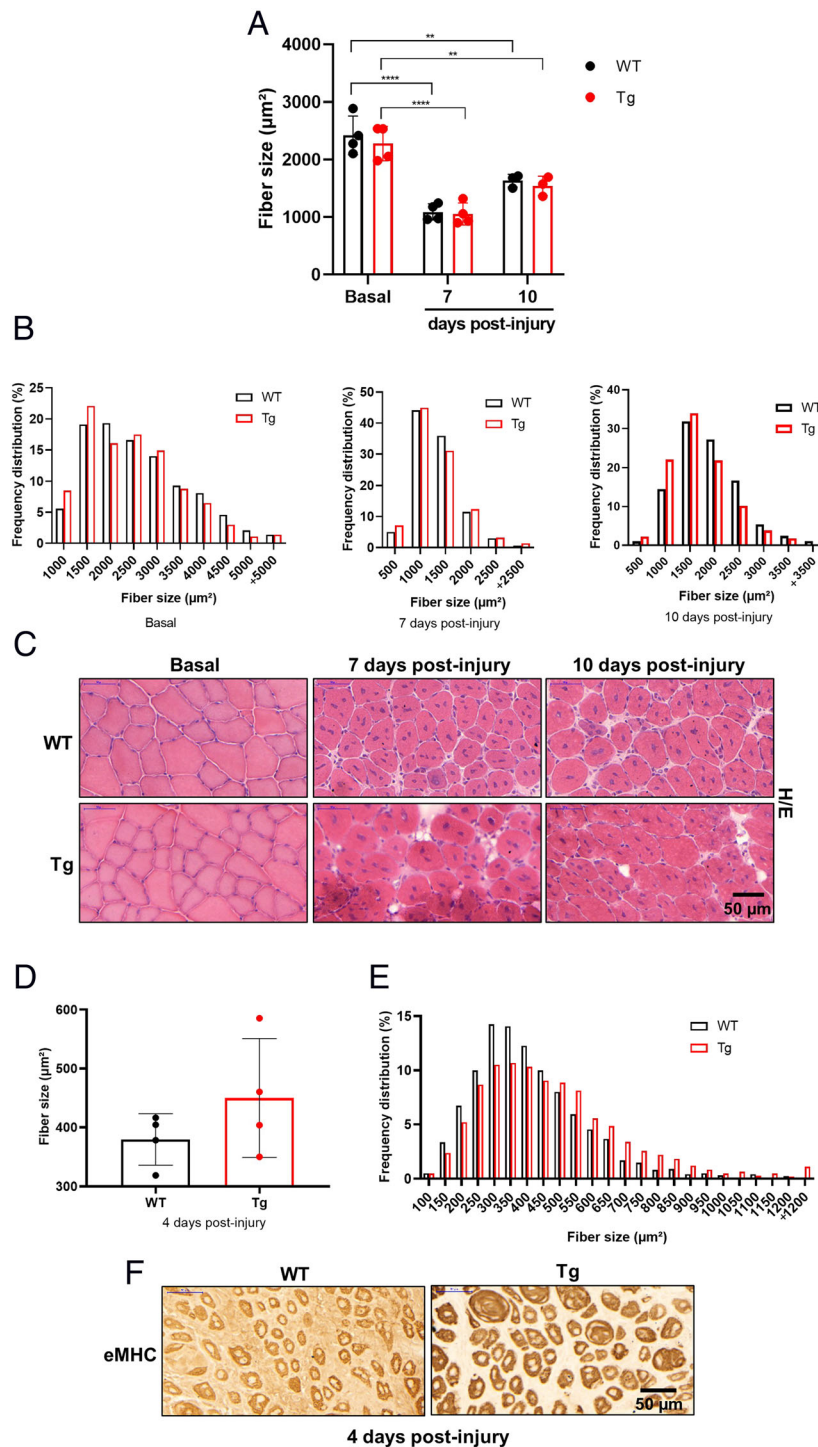 A
Fiber size (µm²)
4000
3000
2000
1000
0
**
**
****
****
WT
Tg
Basal
7
10
days post-injury
B
Frequency distribution (%)
25
20
15
10
5
0
WT
Tg
1000
1500
2000
2500
3000
3500
4000
4500
5000
+5000
Fiber size (µm²)
Basal
Frequency distribution (%)
50
40
30
20
10
0
WT
Tg
500
1000
1500
2000
2500
+2500
Fiber size (µm²)
7 days post-injury
Frequency distribution (%)
40
30
20
10
0
WT
Tg
500
1000
1500
2000
2500
3000
3500
+3500
Fiber size (µm²)
10 days post-injury
C
Basal
7 days post-injury
10 days post-injury
WT
Tg
H/E
50 µm
D
Fiber size (µm²)
600
500
400
300
WT
Tg
4 days post-injury
E
Frequency distribution (%)
15
10
5
0
WT
Tg
100
150
200
250
300
350
400
450
500
550
600
650
700
750
800
850
900
950
1000
1050
1100
1150
1200
+1200
Fiber size (µm²)
F
WT
Tg
eMHC
50 µm
4 days post-injury